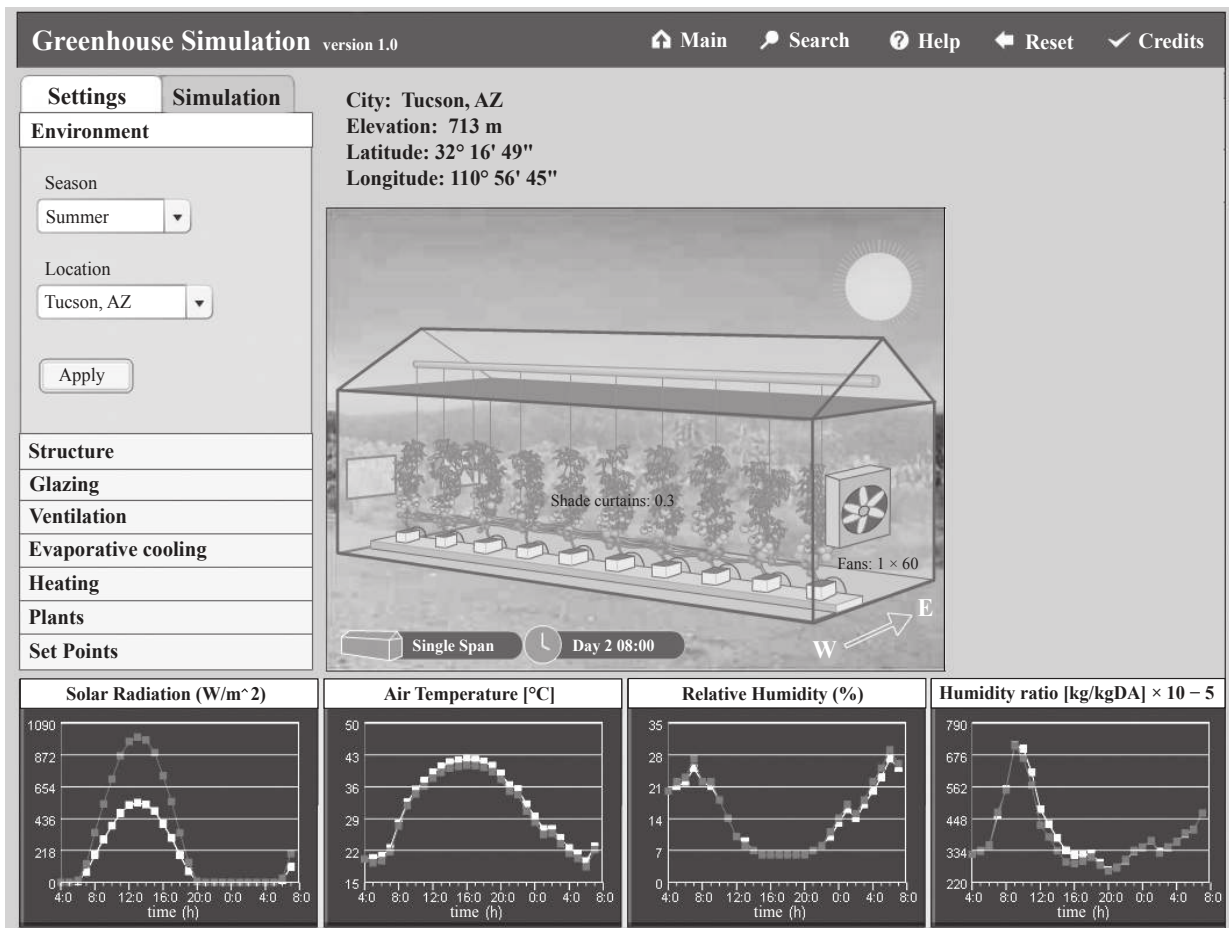 Greenhouse Simulation version 1.0
Main Search Help Reset Credits
Settings Simulation
Environment
Season
Summer
Location
Tucson, AZ
Apply
Structure
Glazing
Ventilation
Evaporative cooling
Heating
Plants
Set Points
City: Tucson, AZ
Elevation: 713 m
Latitude: 32° 16' 49"
Longitude: 110° 56' 45"
Shade curtains: 0.3
Fans: 1 × 60
W E
Single Span Day 2 08:00
Solar Radiation (W/m^2)
1090
872
654
436
218
0
4:0 8:0 12:0 16:0 20:0 0:0 4:0 8:0
time (h)
Air Temperature [°C]
50
43
36
29
22
15
4:0 8:0 12:0 16:0 20:0 0:0 4:0 8:0
time (h)
Relative Humidity (%)
35
28
21
14
7
0
4:0 8:0 12:0 16:0 20:0 0:0 4:0 8:0
time (h)
Humidity ratio [kg/kgDA] × 10 − 5
790
676
562
448
334
220
4:0 8:0 12:0 16:0 20:0 0:0 4:0 8:0
time (h)